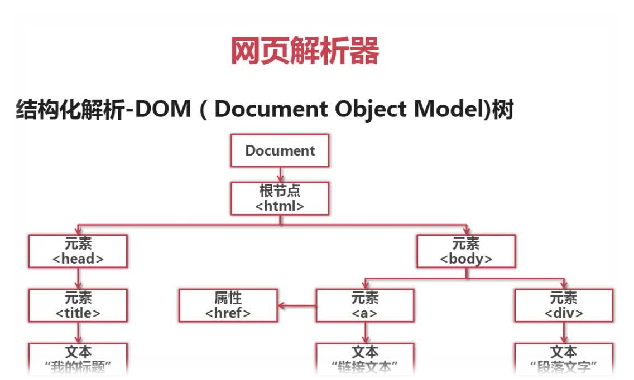 网页解析器
结构化解析-DOM ( Document Object Model)树
Document
根节点
<html>
元素
<head>
元素
<body>
元素
<title>
属性
<href>
元素
<a>
元素
<div>
文本
“我的标题”
文本
“链接文本”
文本
“段落文字”